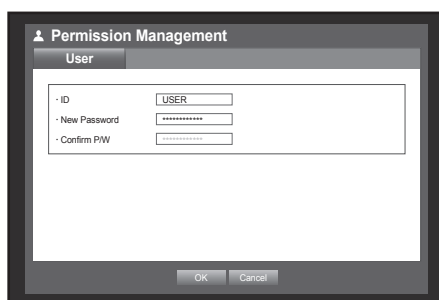 Permission Management
User
· ID USER
· New Password ************
· Confirm P/W ************
OK Cancel